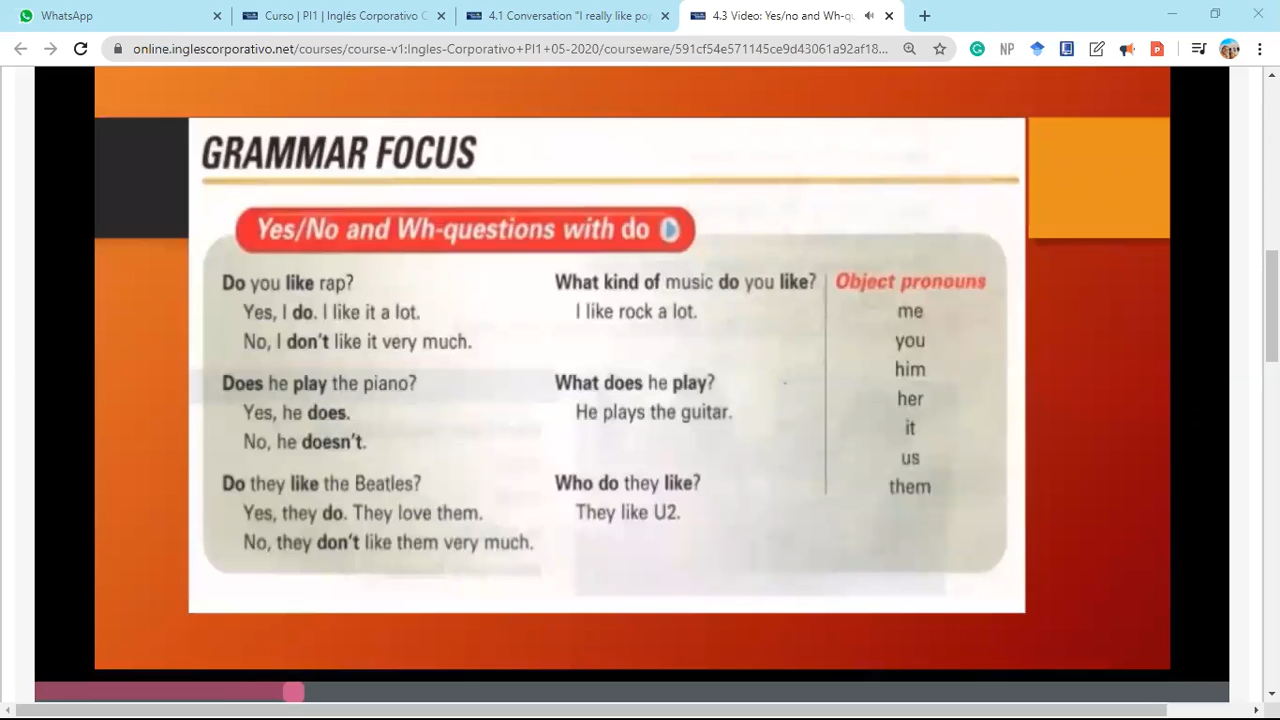 WhatsApp
Curso | PI1 | Inglés Corporativo G
4.1 Conversation "I really like po
4.3 Video: Yes/no and Wh-qu
online.inglescorporativo.net/courses/course-v1:Ingles-Corporativo+PI1+05-2020/courseware/591cf54e571145ce9d43061a92af18...
NP
GRAMMAR FOCUS
Yes/No and Wh-questions with do
Do you like rap?
Yes, I do. I like it a lot.
No, I don't like it very much.
Does he play the piano?
Yes, he does.
No, he doesn't.
Do they like the Beatles?
Yes, they do. They love them.
No, they don't like them very much.
What kind of music do you like?
I like rock a lot.
What does he play?
He plays the guitar.
Who do they like?
They like U2.
Object pronouns
me
you
him
her
it
us
them